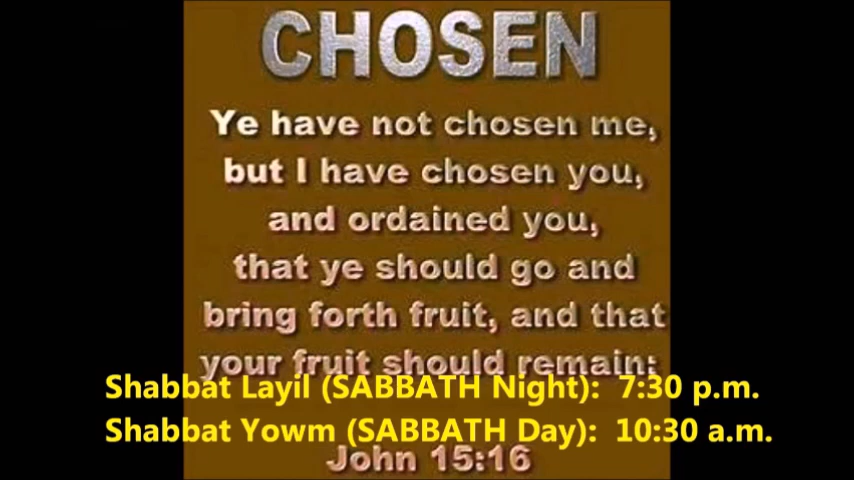 CHOSEN
Ye have not chosen me,
but I have chosen you,
and ordained you,
that ye should go and
bring forth fruit, and that
your fruit should remain:
Shabbat Layil (SABBATH Night):  7:30 p.m.
Shabbat Yowm (SABBATH Day):  10:30 a.m.
John 15:16